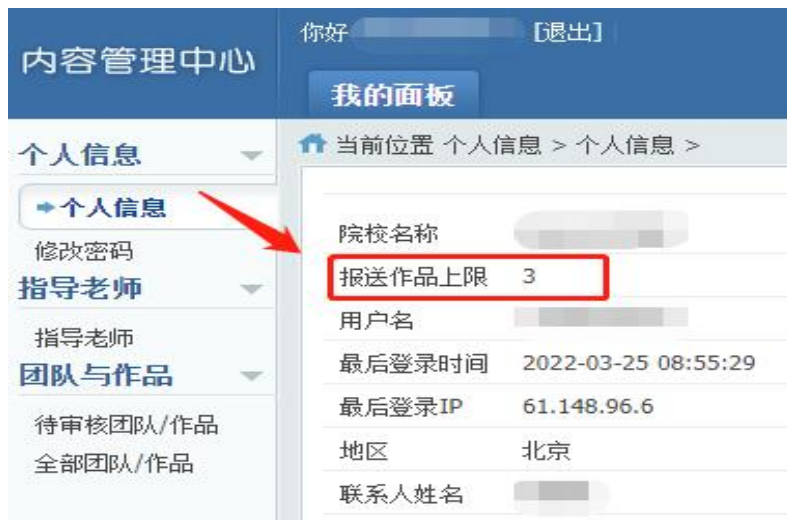 内容管理中心
你好
[退出]
我的面板
个人信息
当前位置 个人信息 > 个人信息 >
个人信息
修改密码
指导老师
指导老师
团队与作品
待审核团队/作品
全部团队/作品
院校名称
报送作品上限 3
用户名
最后登录时间 2022-03-25 08:55:29
最后登录IP 61.148.96.6
地区 北京
联系人姓名